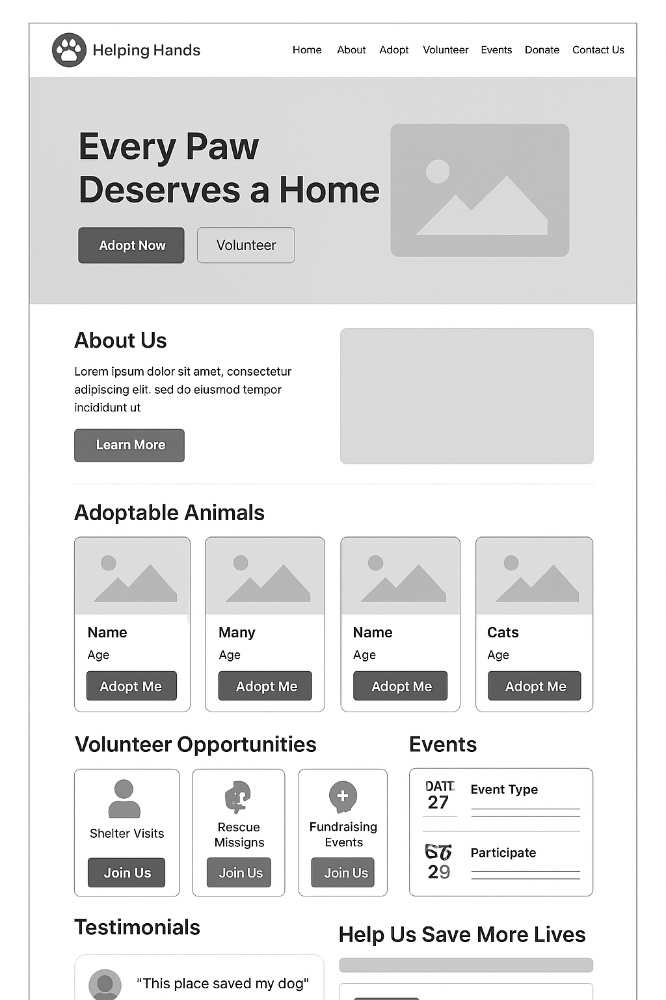 Helping Hands
Home About Adopt Volunteer Events Donate Contact Us
Every Paw
Deserves a Home
Adopt Now
Volunteer
About Us
Lorem ipsum dolor sit amet, consectetur
adipiscing elit. sed do eiusmod tempor
incididunt ut
Learn More
Adoptable Animals
Name
Age
Adopt Me
Many
Age
Adopt Me
Name
Age
Adopt Me
Cats
Age
Adopt Me
Volunteer Opportunities
Shelter Visits
Join Us
Rescue
Missigns
Join Us
Fundraising
Events
Join Us
Events
DATE
27
Event Type
29
Participate
Testimonials
"This place saved my dog"
Help Us Save More Lives